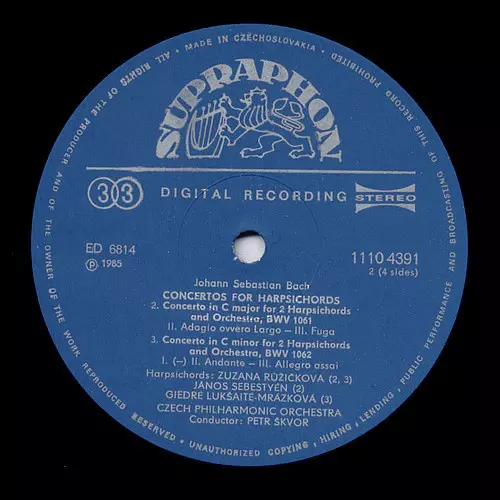 • MADE IN CZECHOSLOVAKIA •
ALL RIGHTS OF THE PRODUCER AND OF THE OWNER OF THE WORK REPRODUCED RESERVED • UNAUTHORIZED COPYING, HIRING, LENDING, PUBLIC PERFORMANCE AND BROADCASTING OF THIS RECORD PROHIBITED
SUPRAPHON
33 DIGITAL RECORDING STEREO
ED 6814 1110 4391
℗ 1985 2 (4 sides)
Johann Sebastian Bach
CONCERTOS FOR HARPSICHORDS
2. Concerto in C major for 2 Harpsichords
and Orchestra, BWV 1061
II. Adagio ovvero Largo – III. Fuga
3. Concerto in C minor for 2 Harpsichords
and Orchestra, BWV 1062
I. (–) II. Andante – III. Allegro assai
Harpsichords: ZUZANA RŮŽIČKOVÁ (2, 3)
JÁNOS SEBESTYÉN (2)
GIEDRE LUKŠAITE-MRÁZKOVÁ (3)
CZECH PHILHARMONIC ORCHESTRA
Conductor: PETR ŠKVOR